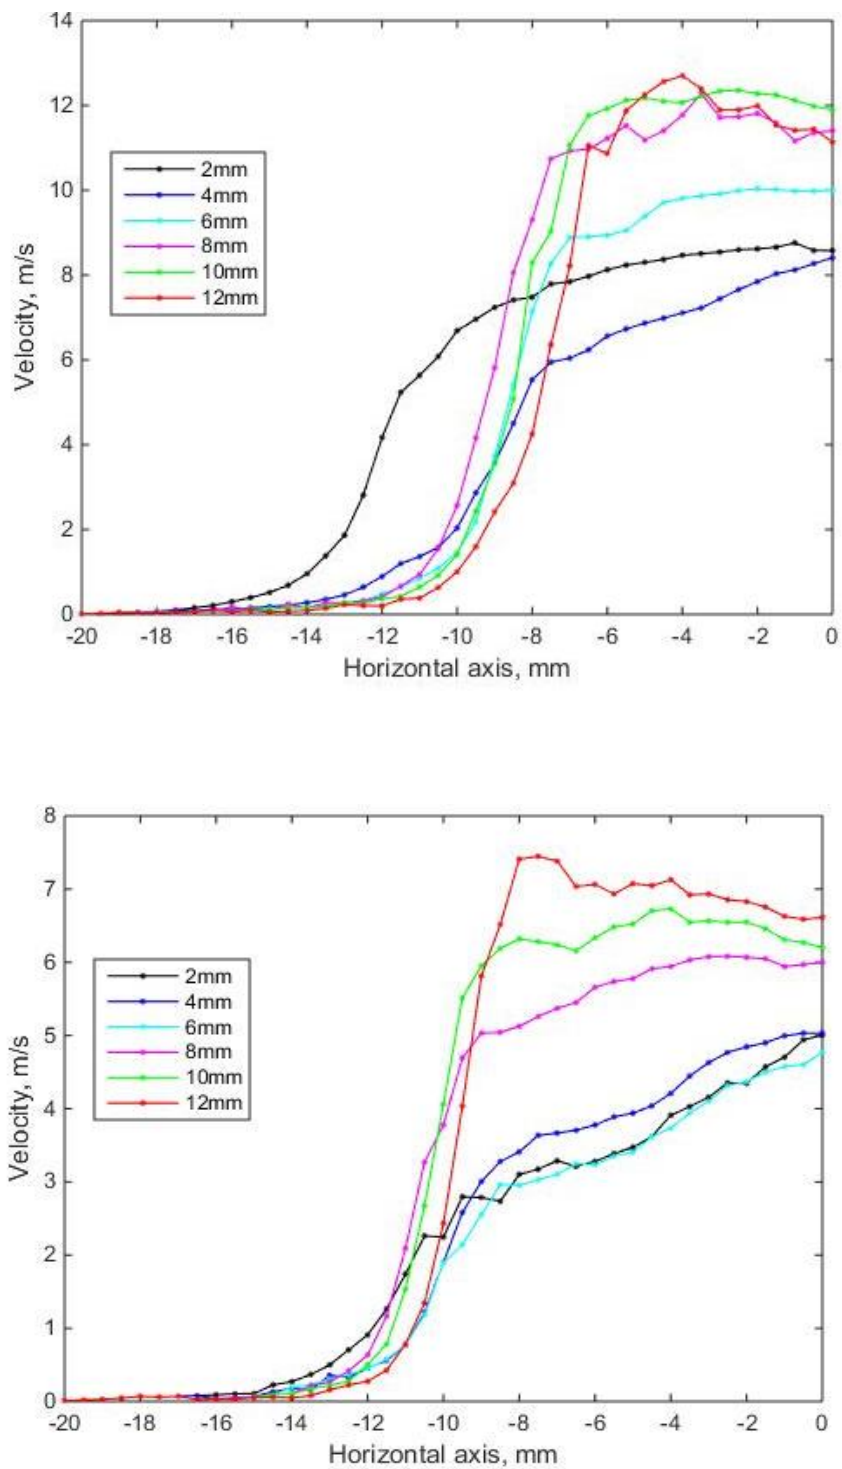 14
12
10
8
6
4
2
0
Velocity, m/s
2mm
4mm
6mm
8mm
10mm
12mm
-20 -18 -16 -14 -12 -10 -8 -6 -4 -2 0
Horizontal axis, mm
8
7
6
5
4
3
2
1
0
Velocity, m/s
2mm
4mm
6mm
8mm
10mm
12mm
-20 -18 -16 -14 -12 -10 -8 -6 -4 -2 0
Horizontal axis, mm